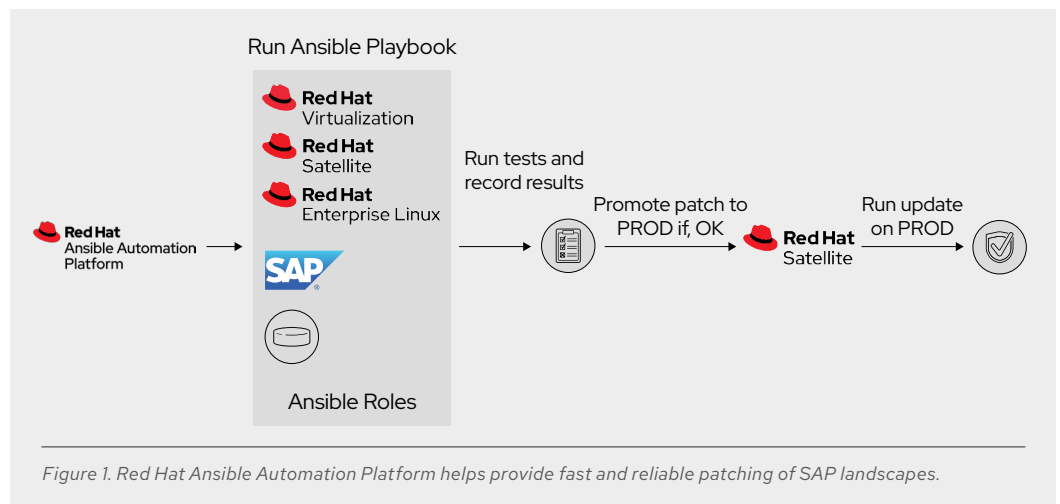 Run Ansible Playbook
Red Hat
Virtualization
Red Hat
Satellite
Red Hat
Enterprise Linux
SAP®
Ansible Roles
Red Hat
Ansible Automation
Platform
Run tests and
record results
Promote patch to
PROD if, OK
Red Hat
Satellite
Run update
on PROD
Figure 1. Red Hat Ansible Automation Platform helps provide fast and reliable patching of SAP landscapes.